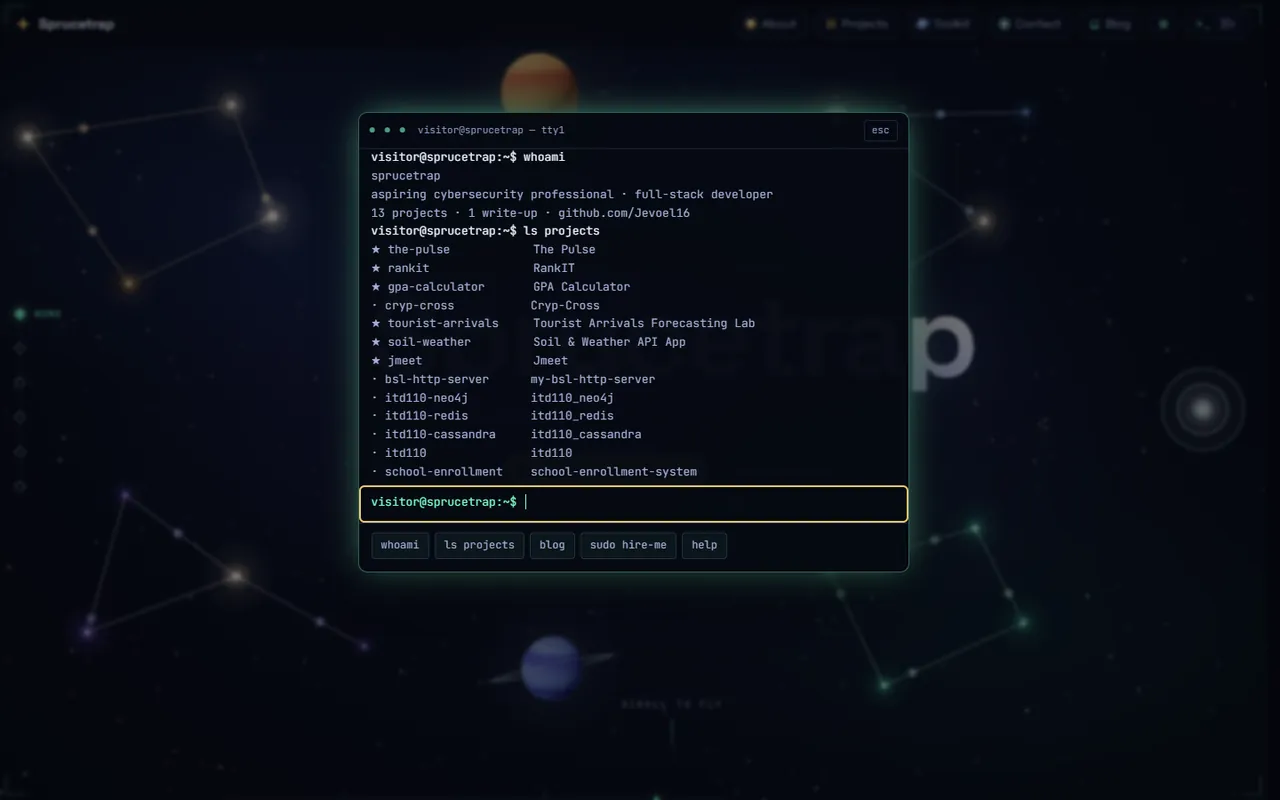 Sprucetrap
About
Projects
Toolkit
Contact
Blog
visitor@sprucetrap — tty1
esc
visitor@sprucetrap:~$ whoami
sprucetrap
aspiring cybersecurity professional · full-stack developer
13 projects · 1 write-up · github.com/Jevoel16
visitor@sprucetrap:~$ ls projects
★ the-pulse The Pulse
★ rankit RankIT
★ gpa-calculator GPA Calculator
· cryp-cross Cryp-Cross
★ tourist-arrivals Tourist Arrivals Forecasting Lab
★ soil-weather Soil & Weather API App
★ jmeet Jmeet
· bsl-http-server my-bsl-http-server
· itd110-neo4j itd110_neo4j
· itd110-redis itd110_redis
· itd110-cassandra itd110_cassandra
· itd110 itd110
· school-enrollment school-enrollment-system
visitor@sprucetrap:~$
whoami
ls projects
blog
sudo hire-me
help
HOME
SCROLL TO FLY